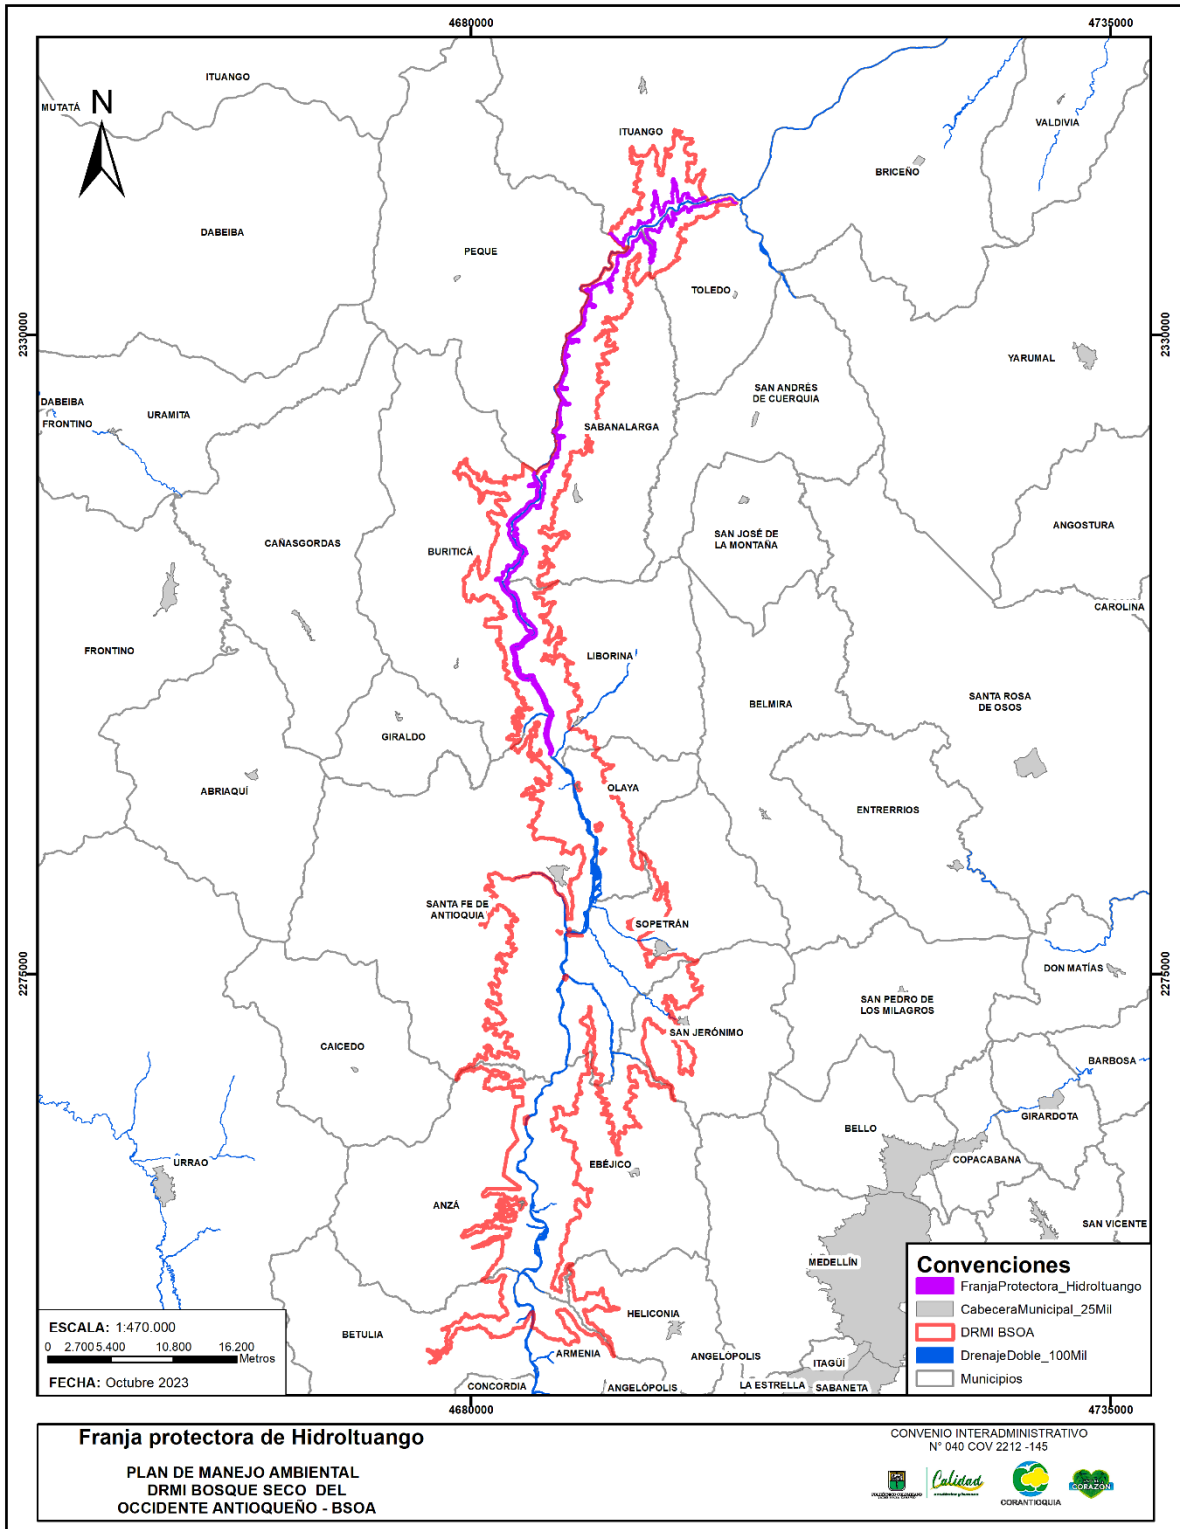 4680000
4735000
ITUANGO
MUTATÁ
N
ITUANGO
VALDIVIA
BRICEÑO
DABEIBA
PEQUE
TOLEDO
2330000
2330000
YARUMAL
SAN ANDRÉS
DE CUERQUIA
DABEIBA
URAMITA
FRONTINO
SABANALARGA
ANGOSTURA
CAÑASGORDAS
BURITICÁ
SAN JOSÉ DE
LA MONTAÑA
CAROLINA
FRONTINO
LIBORINA
BELMIRA
SANTA ROSA
DE OSOS
GIRALDO
ABRIAQUÍ
OLAYA
ENTRERRIOS
SANTA FE DE
ANTIOQUIA
SOPETRÁN
2275000
2275000
DON MATÍAS
SAN PEDRO DE
LOS MILAGROS
SAN JERÓNIMO
CAICEDO
BARBOSA
GIRARDOTA
BELLO
COPACABANA
URRAO
EBÉJICO
ANZÁ
SAN VICENTE
MEDELLÍN
HELICONIA
BETULIA
ARMENIA
ANGELÓPOLIS
ITAGÜÍ
CONCORDIA
ANGELÓPOLIS
LA ESTRELLA
SABANETA
Convenciones
FranjaProtectora_HidroItuango
CabeceraMunicipal_25Mil
DRMI BSOA
DrenajeDoble_100Mil
Municipios
ESCALA: 1:470.000
0 2.700 5.400 10.800 16.200
Metros
FECHA: Octubre 2023
4680000
4735000
Franja protectora de HidroItuango
PLAN DE MANEJO AMBIENTAL
DRMI BOSQUE SECO DEL
OCCIDENTE ANTIOQUEÑO - BSOA
CONVENIO INTERADMINISTRATIVO
N° 040 COV 2212 -145
Calidad
CORANTIOQUIA
CORAZÓN